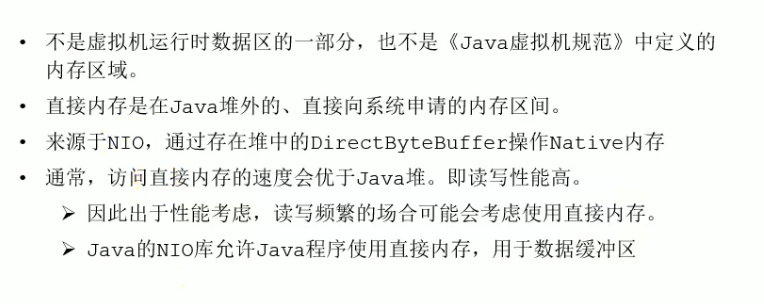 • 不是虚拟机运行时数据区的一部分，也不是《Java虚拟机规范》中定义的
内存区域。
• 直接内存是在Java堆外的、直接向系统申请的内存区间。
• 来源于NIO，通过存在堆中的DirectByteBuffer操作Native内存
• 通常，访问直接内存的速度会优于Java堆。即读写性能高。
➢ 因此出于性能考虑，读写频繁的场合可能会考虑使用直接内存。
➢ Java的NIO库允许Java程序使用直接内存，用于数据缓冲区